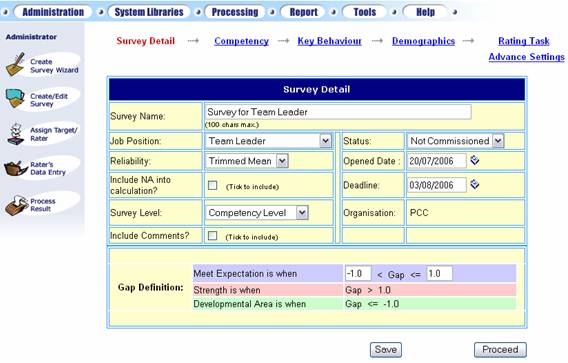 Administration System Libraries Processing Report Tools Help
Administrator
Create Survey Wizard
Create/Edit Survey
Assign Target/ Rater
Rater's Data Entry
Process Result
Survey Detail → Competency → Key Behaviour → Demographics → Rating Task
Advance Settings
Survey Detail
Survey Name: Survey for Team Leader
(100 chars max.)
Job Position: Team Leader Status: Not Commissioned
Reliability: Trimmed Mean Opened Date : 20/07/2006
Include NA into calculation? (Tick to include) Deadline: 03/08/2006
Survey Level: Competency Level Organisation: PCC
Include Comments? (Tick to include)
Gap Definition:
Meet Expectation is when -1.0 < Gap <= 1.0
Strength is when Gap > 1.0
Developmental Area is when Gap <= -1.0
Save Proceed